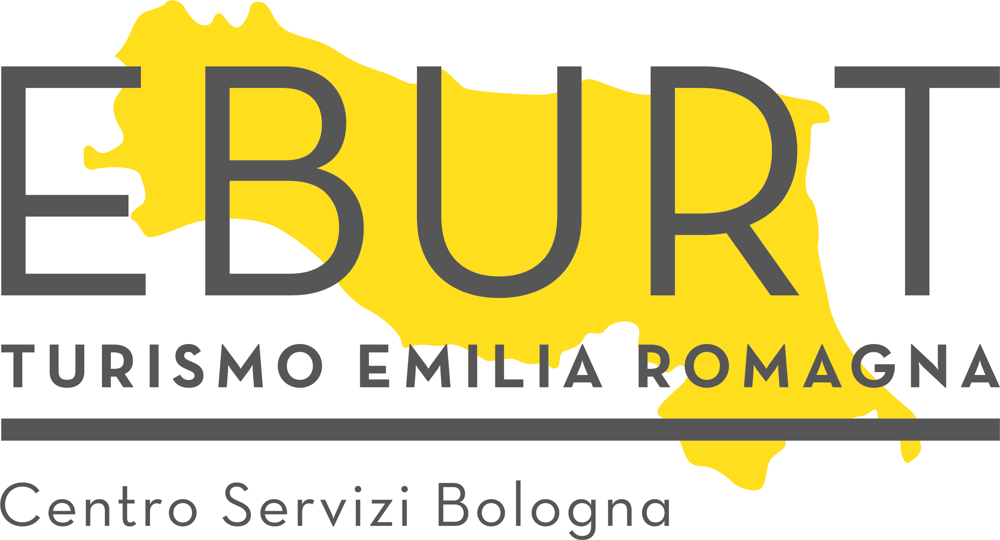 EBURT
TURISMO EMILIA ROMAGNA
Centro Servizi Bologna